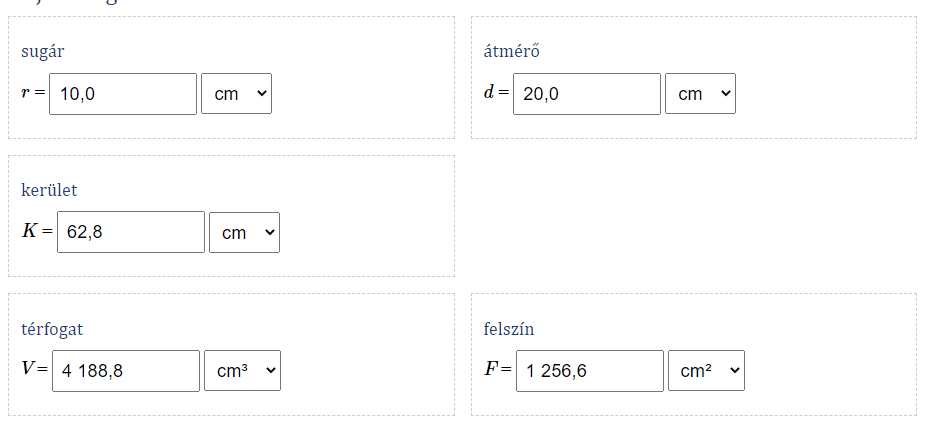 sugár
r = 10,0 cm
átmérő
d = 20,0 cm
kerület
K = 62,8 cm
térfogat
V = 4 188,8 cm³
felszín
F = 1 256,6 cm²